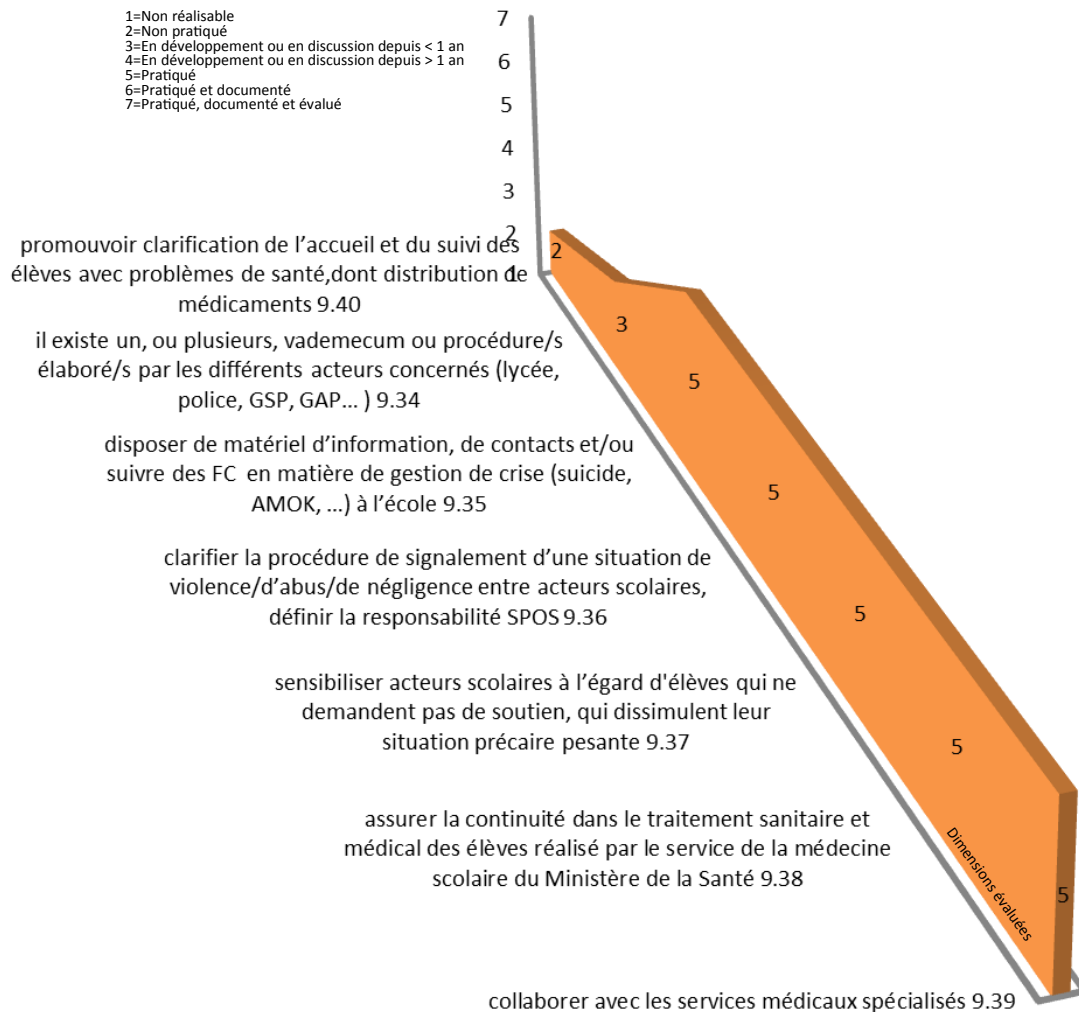 1=Non réalisable
2=Non pratiqué
3=En développement ou en discussion depuis < 1 an
4=En développement ou en discussion depuis > 1 an
5=Pratiqué
6=Pratiqué et documenté
7=Pratiqué, documenté et évalué
7
6
5
4
3
2
1
promouvoir clarification de l’accueil et du suivi des
élèves avec problèmes de santé,dont distribution de
médicaments 9.40
il existe un, ou plusieurs, vademecum ou procédure/s
élaboré/s par les différents acteurs concernés (lycée,
police, GSP, GAP... ) 9.34
disposer de matériel d’information, de contacts et/ou
suivre des FC en matière de gestion de crise (suicide,
AMOK, ...) à l’école 9.35
clarifier la procédure de signalement d’une situation de
violence/d’abus/de négligence entre acteurs scolaires,
définir la responsabilité SPOS 9.36
sensibiliser acteurs scolaires à l’égard d'élèves qui ne
demandent pas de soutien, qui dissimulent leur
situation précaire pesante 9.37
assurer la continuité dans le traitement sanitaire et
médical des élèves réalisé par le service de la médecine
scolaire du Ministère de la Santé 9.38
collaborer avec les services médicaux spécialisés 9.39
2
3
5
5
5
5
5
Dimensions évaluées